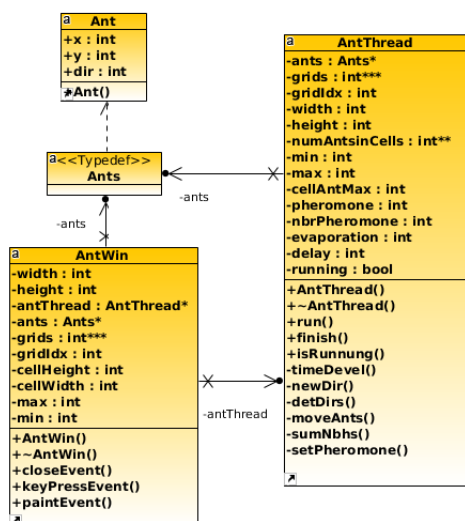 a Ant
+x : int
+y : int
+dir : int
+Ant()
a <<Typedef>>
Ants
-ants
-ants
a AntWin
-width : int
-height : int
-antThread : AntThread*
-ants : Ants*
-grids : int***
-gridIdx : int
-cellHeight : int
-cellWidth : int
-max : int
-min : int
+AntWin()
+~AntWin()
+closeEvent()
+keyPressEvent()
+paintEvent()
-antThread
a AntThread
-ants : Ants*
-grids : int***
-gridIdx : int
-width : int
-height : int
-numAntsinCells : int**
-min : int
-max : int
-cellAntMax : int
-pheromone : int
-nbrPheromone : int
-evaporation : int
-delay : int
-running : bool
+AntThread()
+~AntThread()
+run()
+finish()
+isRunnung()
-timeDevel()
-newDir()
-detDirs()
-moveAnts()
-sumNbhs()
-setPheromone()